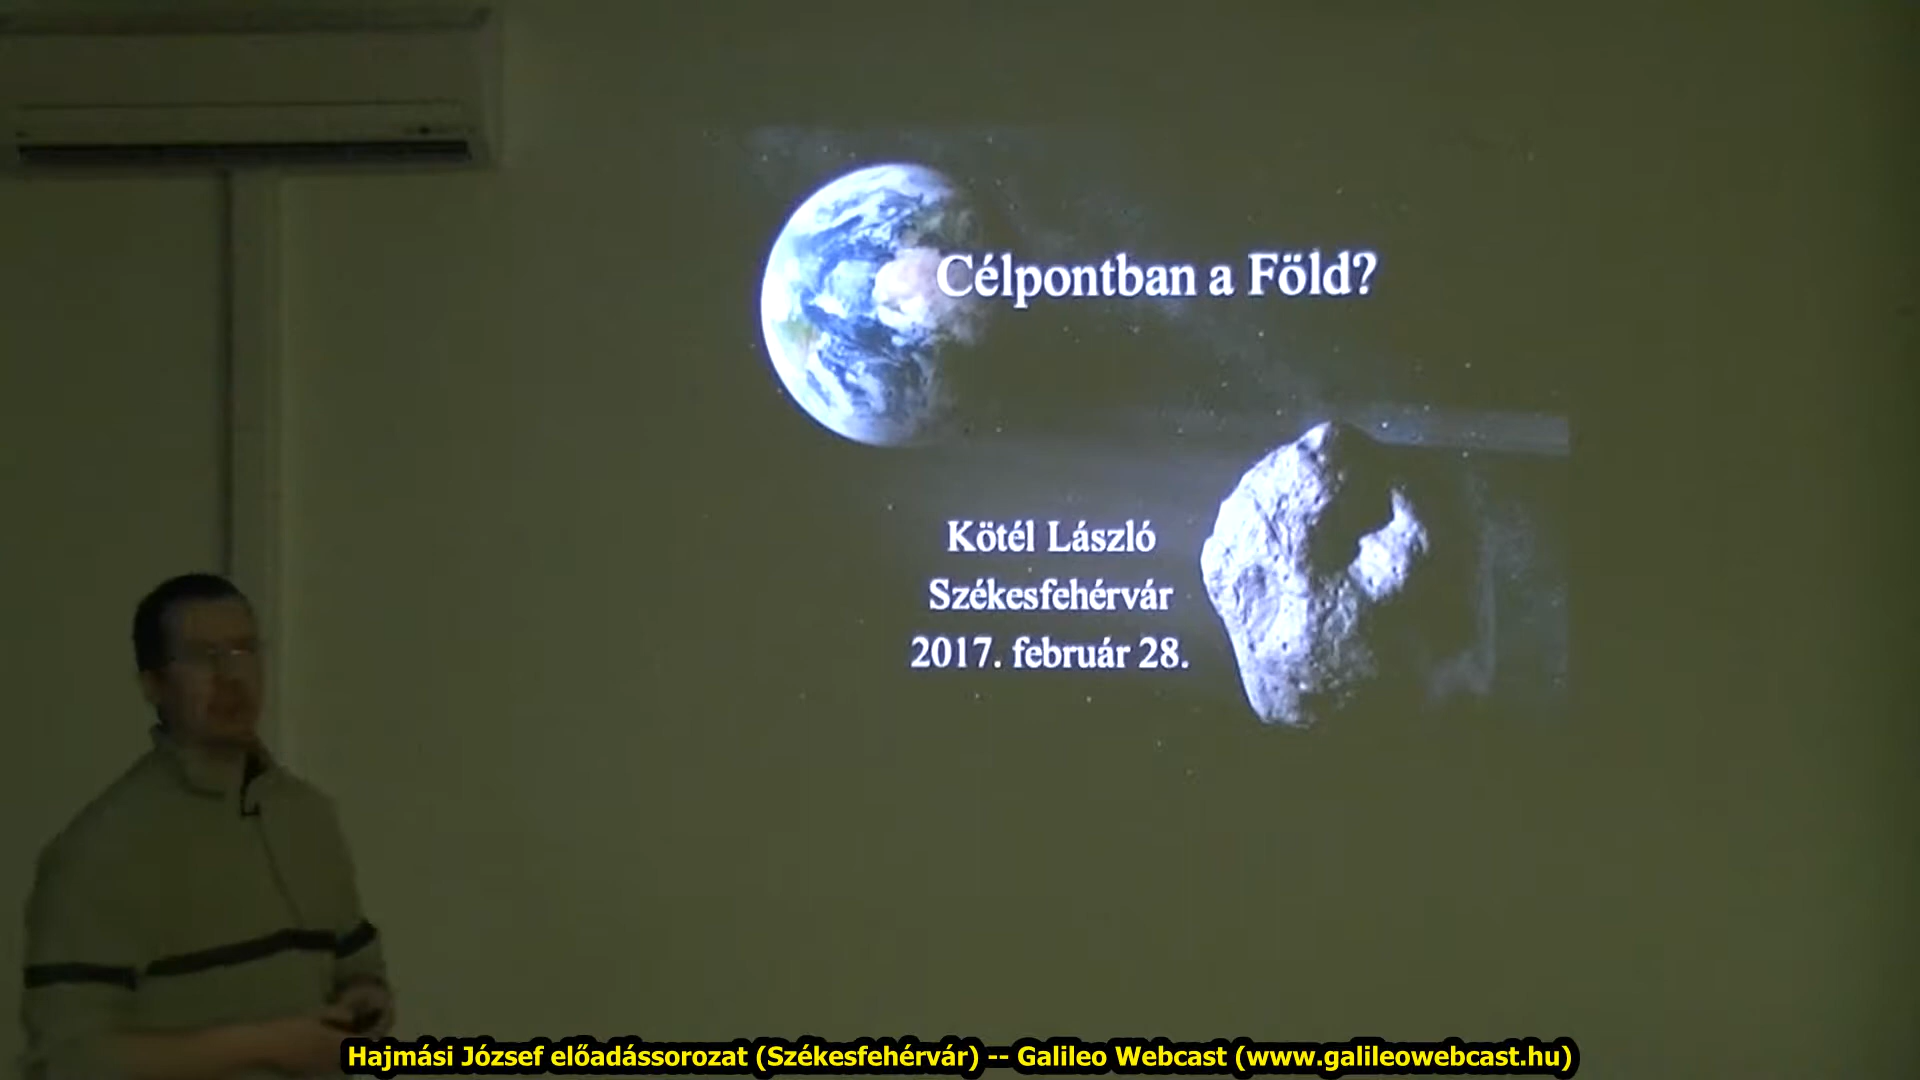 Célpontban a Föld?
Kötél László
Székesfehérvár
2017. február 28.
Hajmási József előadássorozat (Székesfehérvár) -- Galileo Webcast (www.galileowebcast.hu)